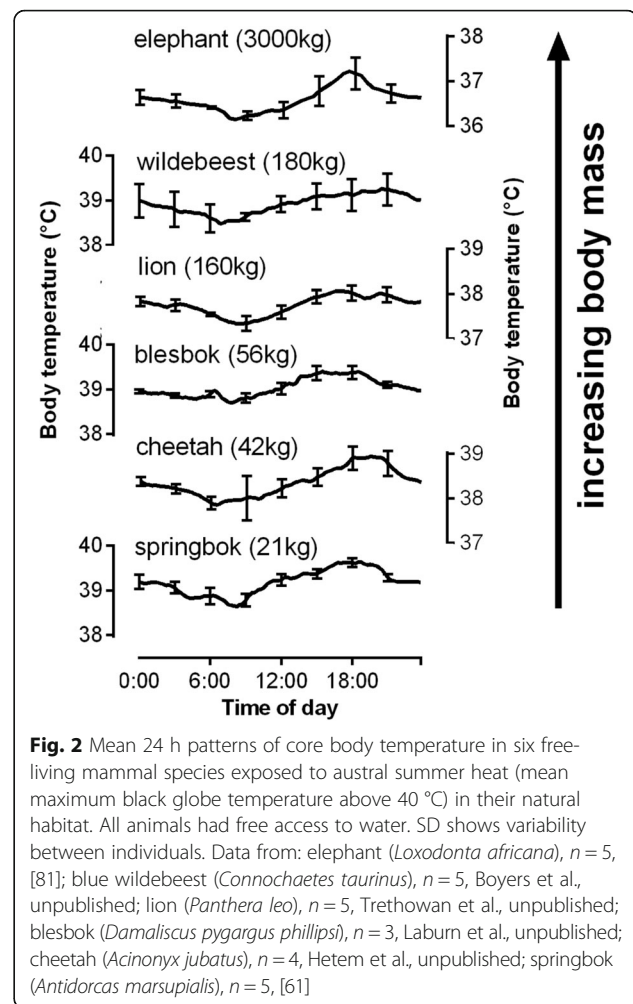 elephant (3000kg)
38
37
36
wildebeest (180kg)
40
39
38
lion (160kg)
39
38
37
blesbok (56kg)
40
39
38
cheetah (42kg)
39
38
37
springbok (21kg)
40
39
38
Body temperature (°C)
Body temperature (°C)
increasing body mass
0:00 6:00 12:00 18:00
Time of day
Fig. 2 Mean 24 h patterns of core body temperature in six free-
living mammal species exposed to austral summer heat (mean
maximum black globe temperature above 40 °C) in their natural
habitat. All animals had free access to water. SD shows variability
between individuals. Data from: elephant (Loxodonta africana), n = 5,
[81]; blue wildebeest (Connochaetes taurinus), n = 5, Boyers et al.,
unpublished; lion (Panthera leo), n = 5, Trethowan et al., unpublished;
blesbok (Damaliscus pygargus phillipsi), n = 3, Laburn et al., unpublished;
cheetah (Acinonyx jubatus), n = 4, Hetem et al., unpublished; springbok
(Antidorcas marsupialis), n = 5, [61]